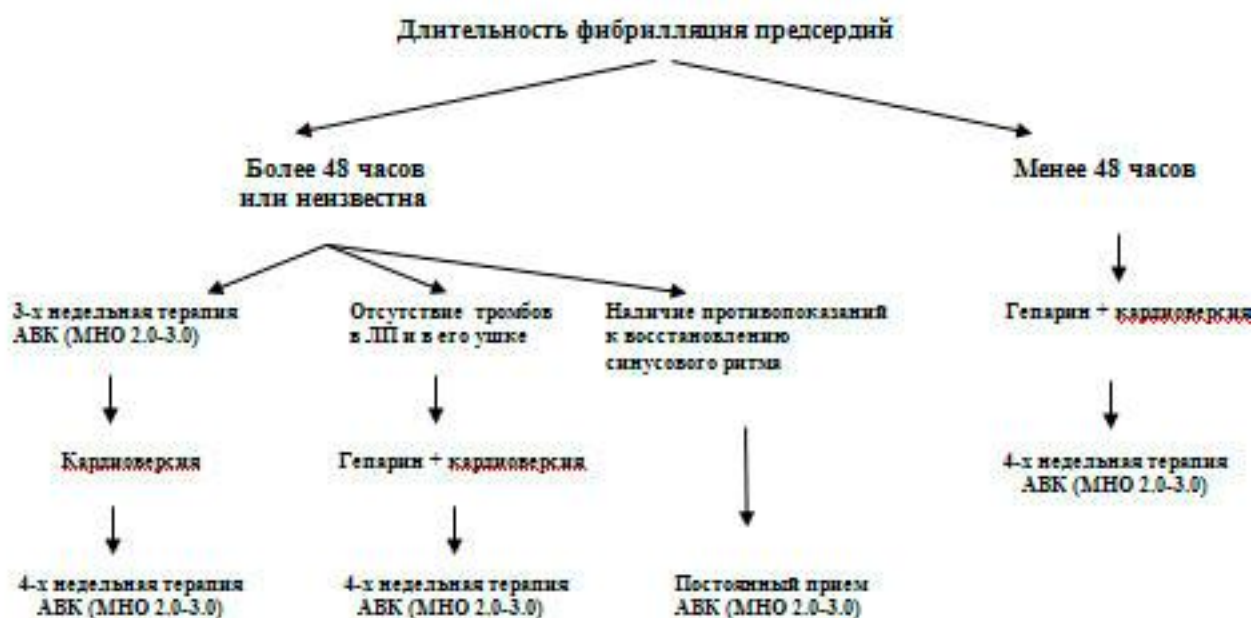 Длительность фибрилляция предсердий
Более 48 часов
или неизвестна
Менее 48 часов
3-х недельная терапия
АВК (МНО 2.0-3.0)
Отсутствие тромбов
в ЛП и в его ушке
Наличие противопоказаний
к восстановлению
синусового ритма
Гепарин + кардиоверсия
Кардиоверсия
Гепарин + кардиоверсия
4-х недельная терапия
АВК (МНО 2.0-3.0)
4-х недельная терапия
АВК (МНО 2.0-3.0)
4-х недельная терапия
АВК (МНО 2.0-3.0)
Постоянный прием
АВК (МНО 2.0-3.0)